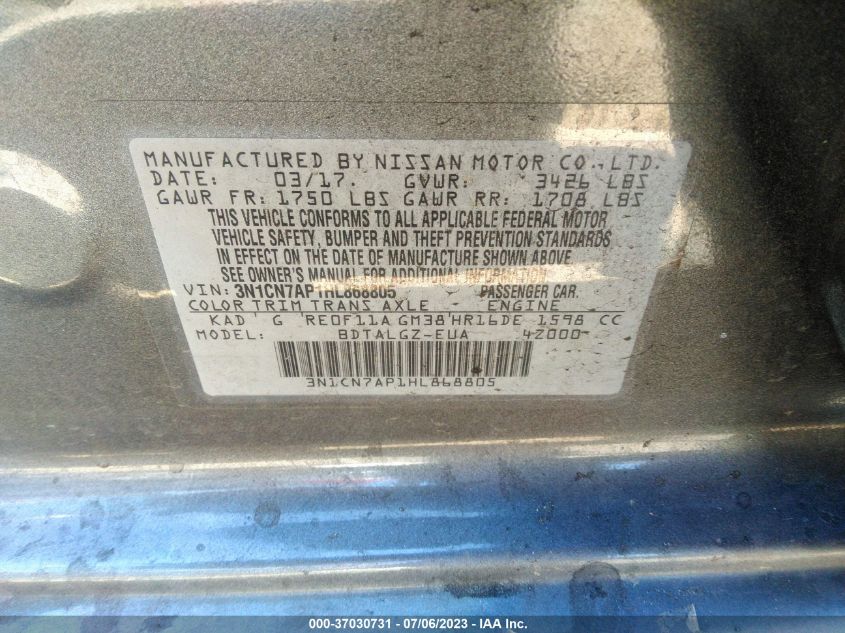 MANUFACTURED BY NISSAN MOTOR CO., LTD.
DATE: 03/17. GVWR: 3426 LBS
GAWR FR: 1750 LBS GAWR RR: 1708 LBS
THIS VEHICLE CONFORMS TO ALL APPLICABLE FEDERAL MOTOR
VEHICLE SAFETY, BUMPER AND THEFT PREVENTION STANDARDS
IN EFFECT ON THE DATE OF MANUFACTURE SHOWN ABOVE
SEE OWNER'S MANUAL FOR ADDITIONAL INFORMATION.
VIN: 3N1CN7AP1HL868805 PASSENGER CAR.
COLOR TRIM TRANS AXLE ENGINE
KAD ' G ' RE0F11A GM38'HR16DE 1598 CC
MODEL: BDTALGZ-EUA 4Z000
3N1CN7AP1HL868805
000-37030731 - 07/06/2023 - IAA Inc.